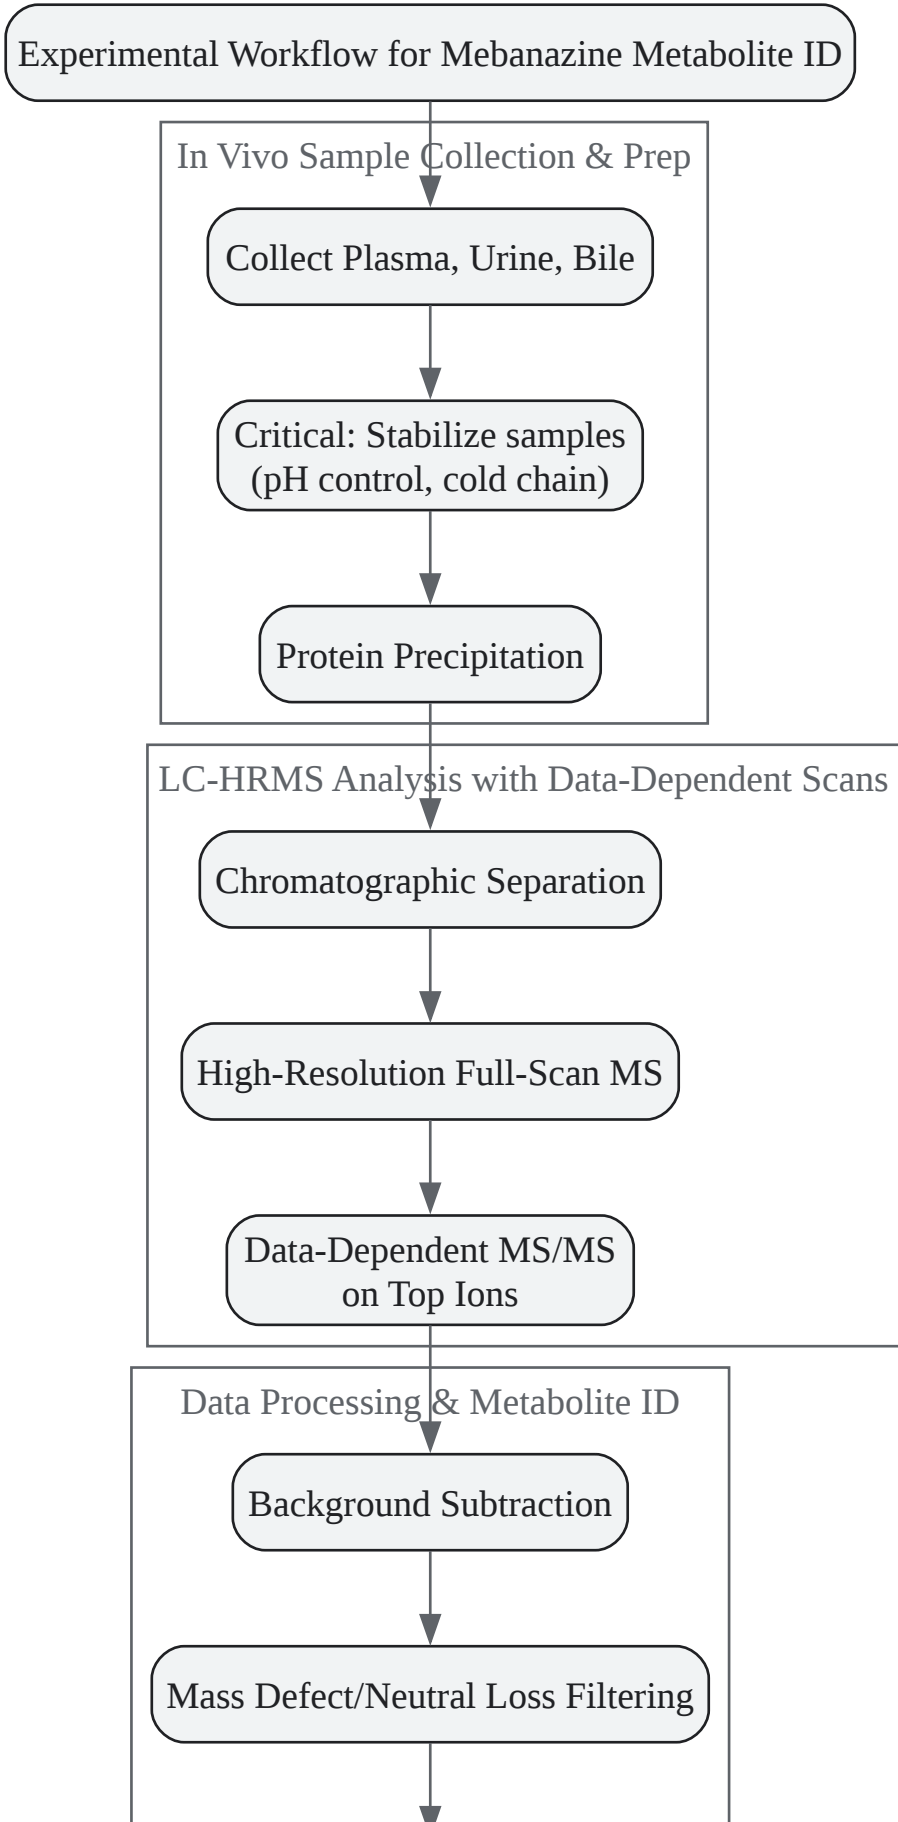 Experimental Workflow for Mebanazine Metabolite ID
In Vivo Sample Collection & Prep
Collect Plasma, Urine, Bile
Critical: Stabilize samples
(pH control, cold chain)
Protein Precipitation
LC-HRMS Analysis with Data-Dependent Scans
Chromatographic Separation
High-Resolution Full-Scan MS
Data-Dependent MS/MS
on Top Ions
Data Processing & Metabolite ID
Background Subtraction
Mass Defect/Neutral Loss Filtering